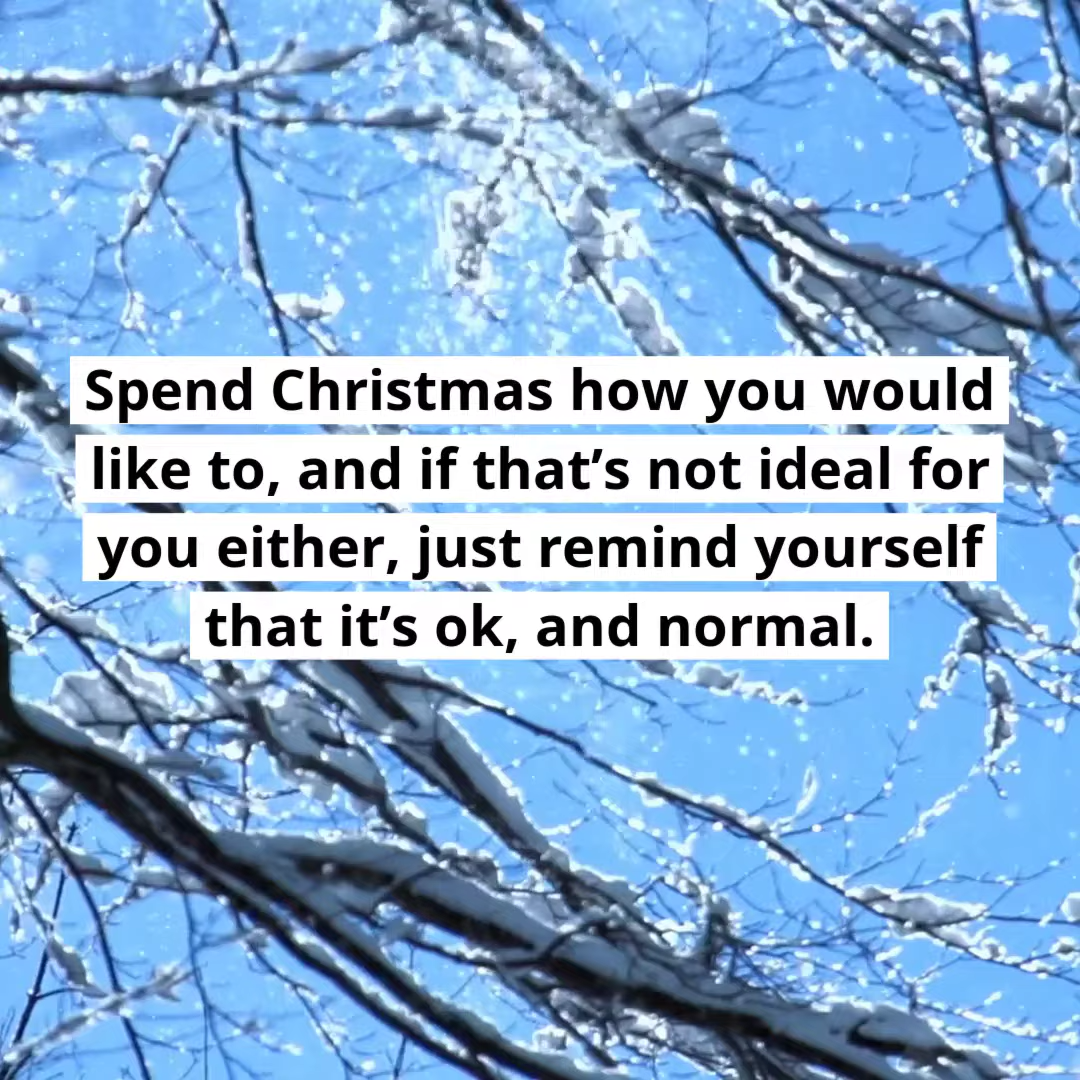 Spend Christmas how you would
like to, and if that’s not ideal for
you either, just remind yourself
that it’s ok, and normal.